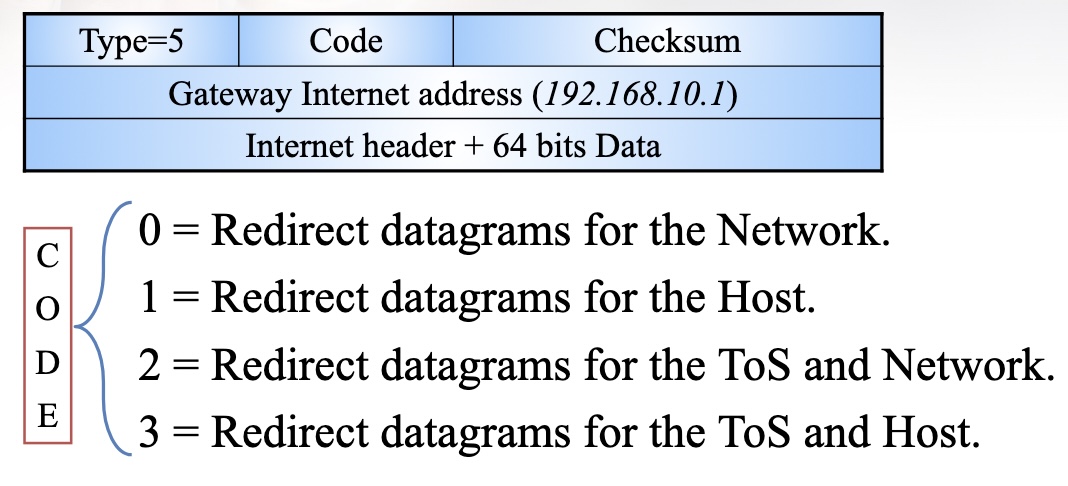 Type=5 Code Checksum
Gateway Internet address (192.168.10.1)
Internet header + 64 bits Data
CODE
0 = Redirect datagrams for the Network.
1 = Redirect datagrams for the Host.
2 = Redirect datagrams for the ToS and Network.
3 = Redirect datagrams for the ToS and Host.